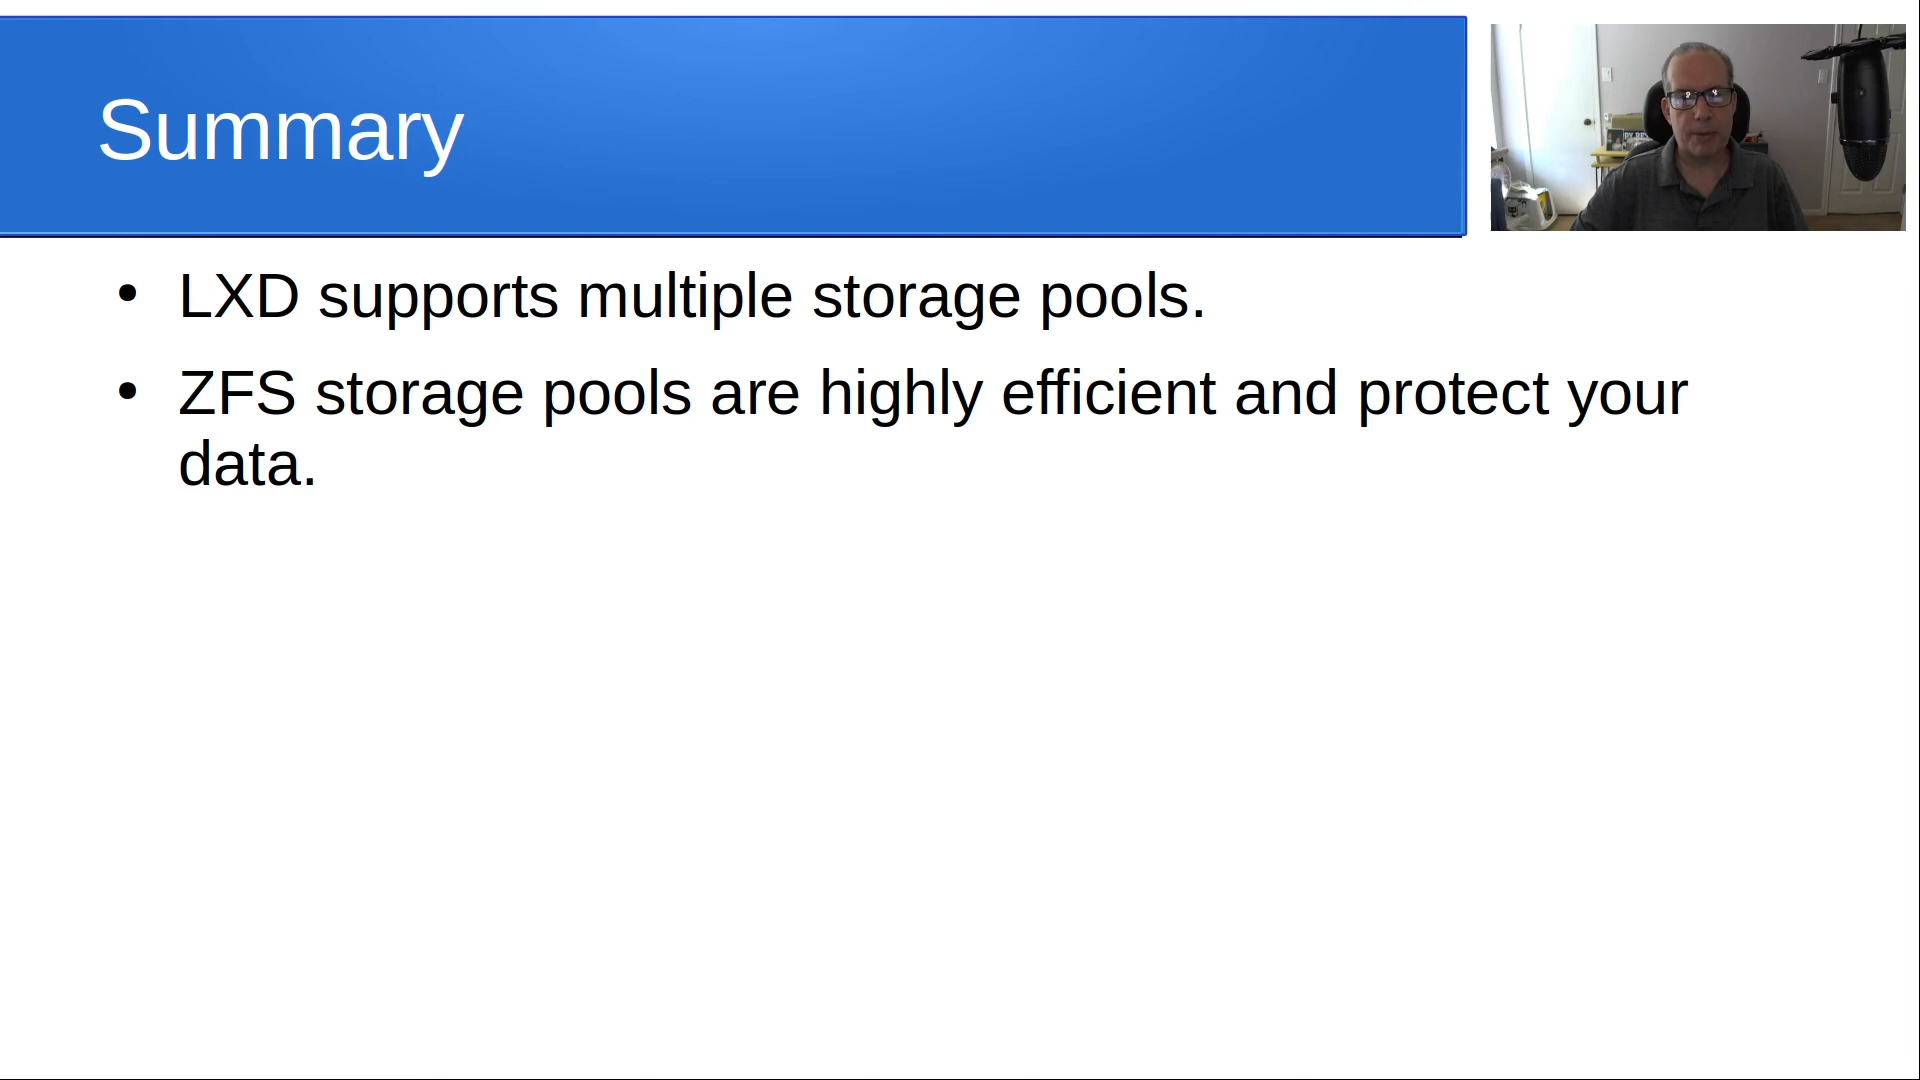 Summary
• LXD supports multiple storage pools.
• ZFS storage pools are highly efficient and protect your
data.